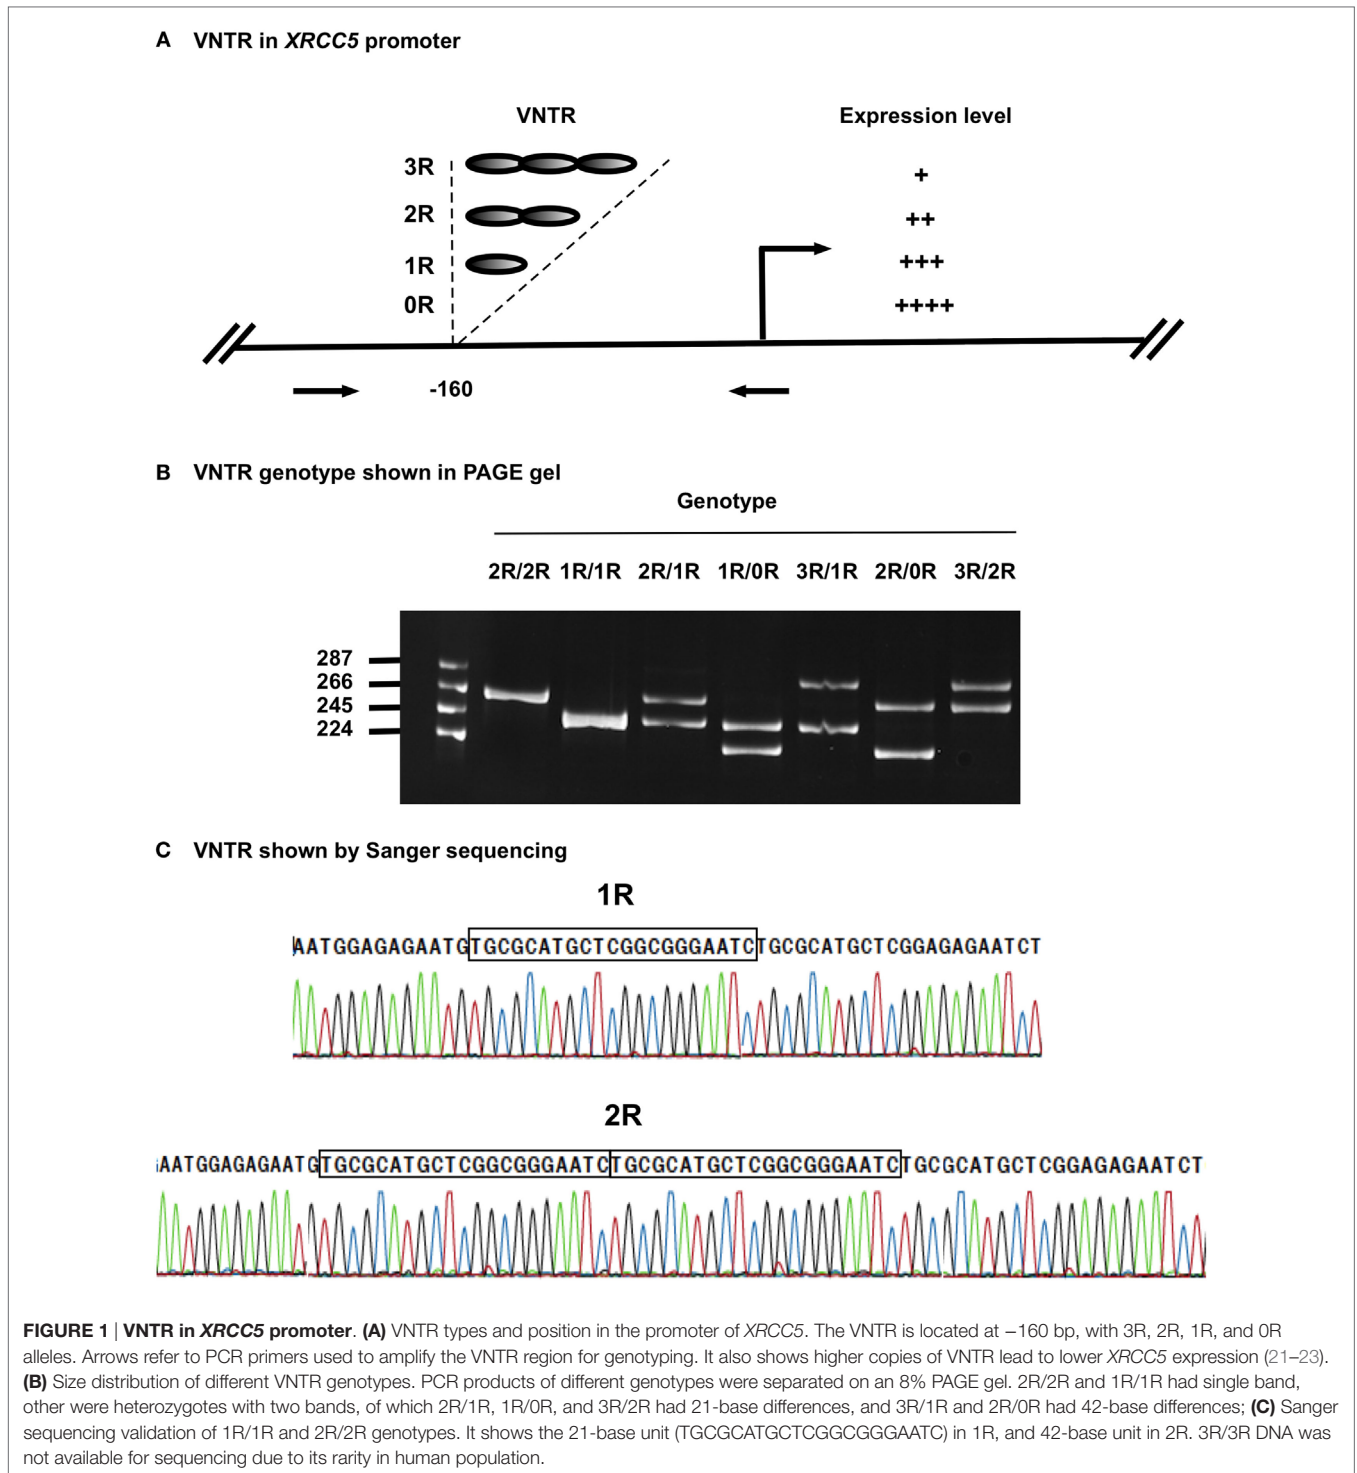 A VNTR in XRCC5 promoter
VNTR Expression level
3R +
2R ++
1R +++
0R ++++
-160
B VNTR genotype shown in PAGE gel
Genotype
2R/2R 1R/1R 2R/1R 1R/0R 3R/1R 2R/0R 3R/2R
287
266
245
224
C VNTR shown by Sanger sequencing
1R
AATGGAGAGAATGTGCGCATGCTCGGCGGGAATCTGCGCATGCTCGGAGAGAATCT
2R
GAATGGAGAGAATGTGCGCATGCTCGGCGGGAATCTGCGCATGCTCGGCGGGAATCTGCGCATGCTCGGAGAGAATCT
FIGURE 1 | VNTR in XRCC5 promoter. (A) VNTR types and position in the promoter of XRCC5. The VNTR is located at −160 bp, with 3R, 2R, 1R, and 0R
alleles. Arrows refer to PCR primers used to amplify the VNTR region for genotyping. It also shows higher copies of VNTR lead to lower XRCC5 expression (21–23).
(B) Size distribution of different VNTR genotypes. PCR products of different genotypes were separated on an 8% PAGE gel. 2R/2R and 1R/1R had single band,
other were heterozygotes with two bands, of which 2R/1R, 1R/0R, and 3R/2R had 21-base differences, and 3R/1R and 2R/0R had 42-base differences; (C) Sanger
sequencing validation of 1R/1R and 2R/2R genotypes. It shows the 21-base unit (TGCGCATGCTCGGCGGGAATC) in 1R, and 42-base unit in 2R. 3R/3R DNA was
not available for sequencing due to its rarity in human population.